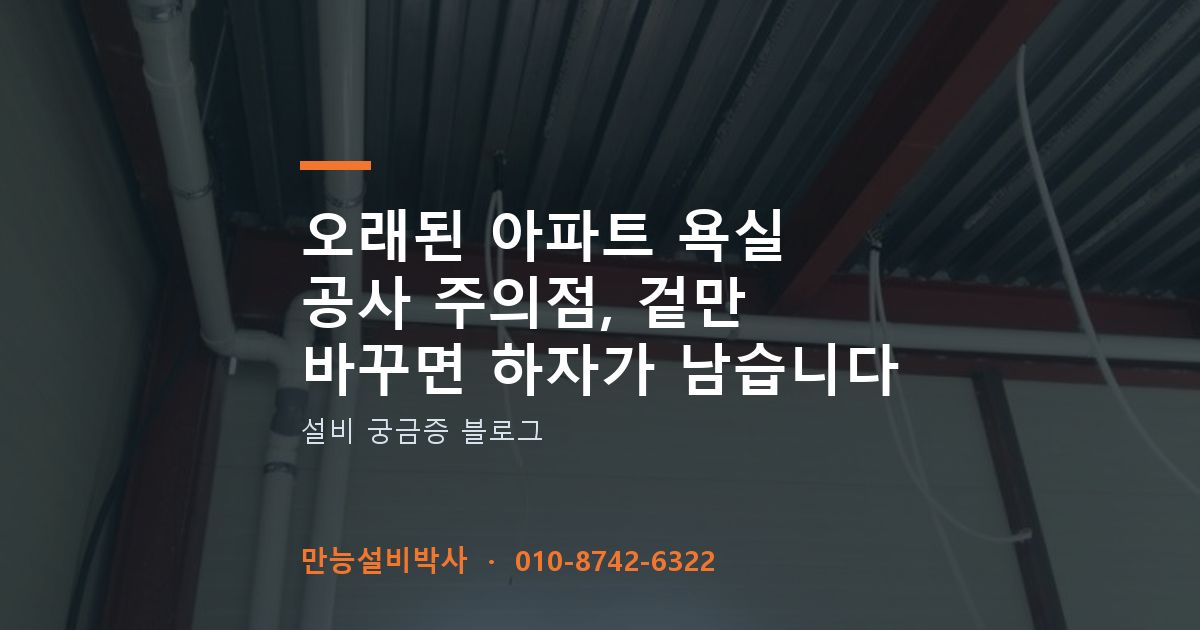 오래된 아파트 욕실
공사 주의점, 겉만
바꾸면 하자가 남습니다
설비 궁금증 블로그
만능설비박사 · 010-8742-6322